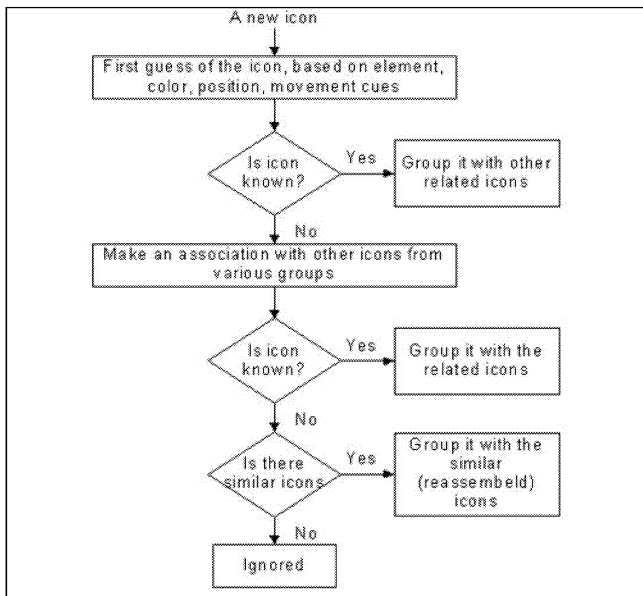 A new icon
First guess of the icon, based on element,
color, position, movement cues
Is icon
known?
Yes
Group it with other
related icons
No
Make an association with other icons from
various groups
Is icon
known?
Yes
Group it with the
related icons
No
Is there
similar icons
Yes
Group it with the
similar
(reassembeld)
icons
No
Ignored